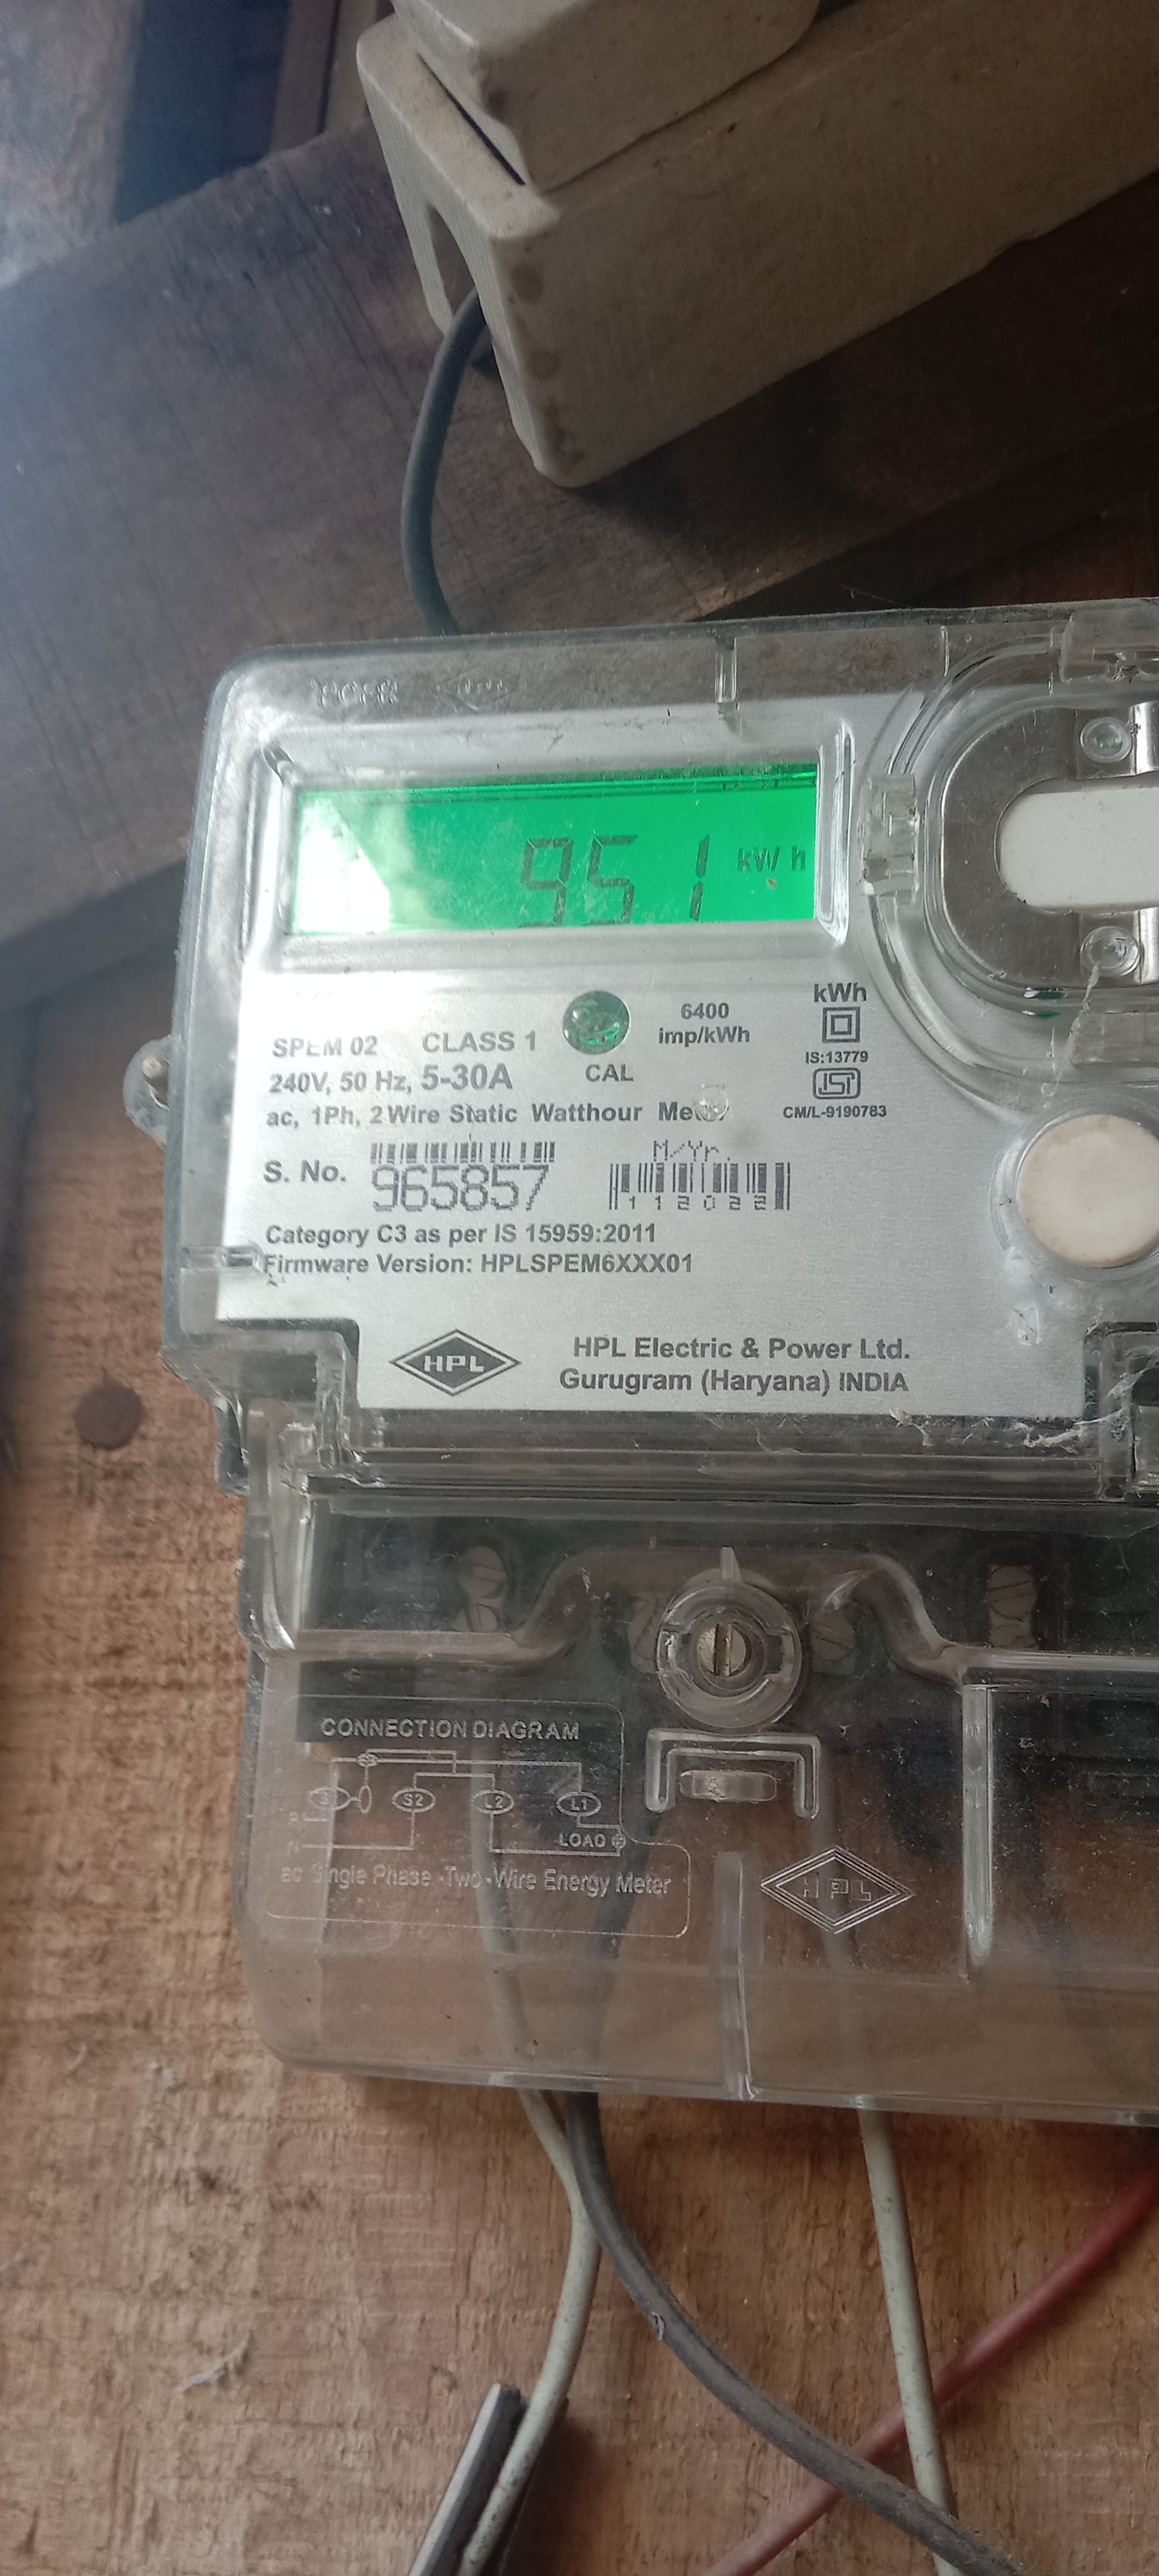 951 kW h
SPEM 02 CLASS 1
6400
imp/kWh
kWh
240V, 50 Hz, 5-30A
CAL
IS:13779
ISI
CM/L-9190783
ac, 1Ph, 2 Wire Static Watthour
S. No. 965857
M/Yr.
112022
Category C3 as per IS 15959:2011
Firmware Version: HPLSPEM6XXX01
HPL
HPL Electric & Power Ltd.
Gurugram (Haryana) INDIA
CONNECTION DIAGRAM
S2 L2 L1
LOAD
ac Single Phase -Two -Wire Energy Meter
HPL